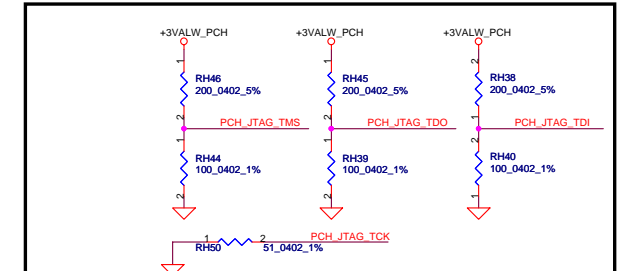 +3VALW_PCH +3VALW_PCH +3VALW_PCH
1 1 2
RH46 RH45 RH38
200_0402_5% 200_0402_5% 200_0402_5%
2 2 1
PCH_JTAG_TMS PCH_JTAG_TDO PCH_JTAG_TDI
1 1 2
RH44 RH39 RH40
100_0402_1% 100_0402_1% 100_0402_1%
2 2 1
1 2 PCH_JTAG_TCK
RH50 51_0402_1%